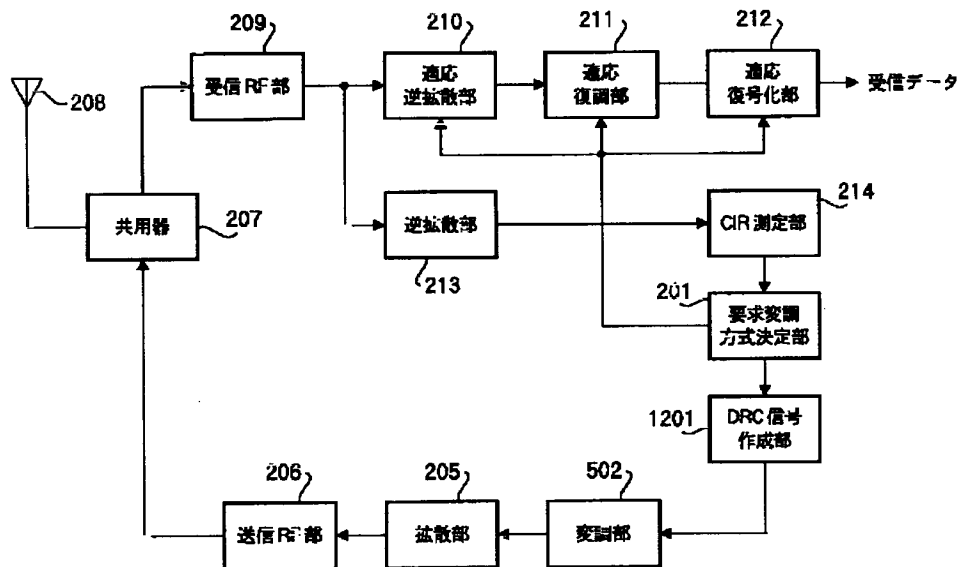 209
210
211
212
208
受信RF部
適応
逆拡散部
適応
復調部
適応
復号化部
受信データ
共用器
207
逆拡散部
213
CIR測定部
214
201
要求変調
方式決定部
1201
DRC信号
作成部
206
205
502
送信RF部
拡散部
変調部